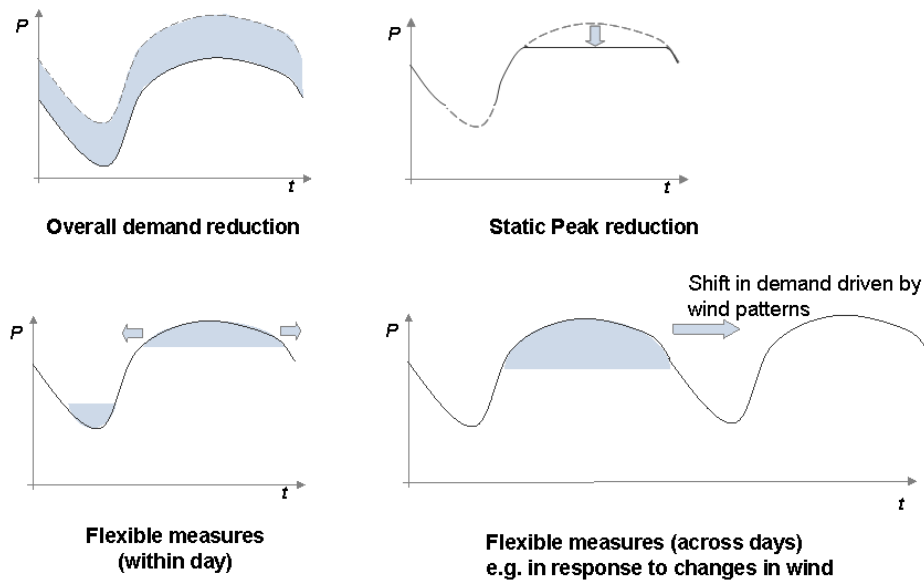 P
t
Overall demand reduction
P
t
Static Peak reduction
P
t
Flexible measures
(within day)
Shift in demand driven by
wind patterns
P
t
Flexible measures (across days)
e.g. in response to changes in wind